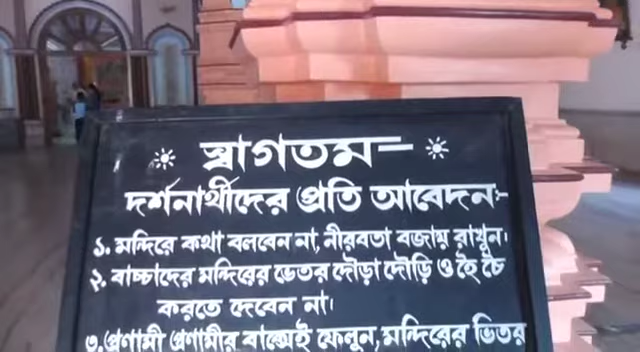 স্বাগতম
দর্শনার্থীদের প্রতি আবেদন:-
১. মন্দিরে কথা বলবেন না, নীরবতা বজায় রাখুন।
২. বাচ্চাদের মন্দিরের ভেতর দৌড়া দৌড়ি ও হৈ চৈ
করতে দেবেন না।
৩. প্রণামী প্রণামীর বাক্সেই ফেলুন, মন্দিরের ভিতর